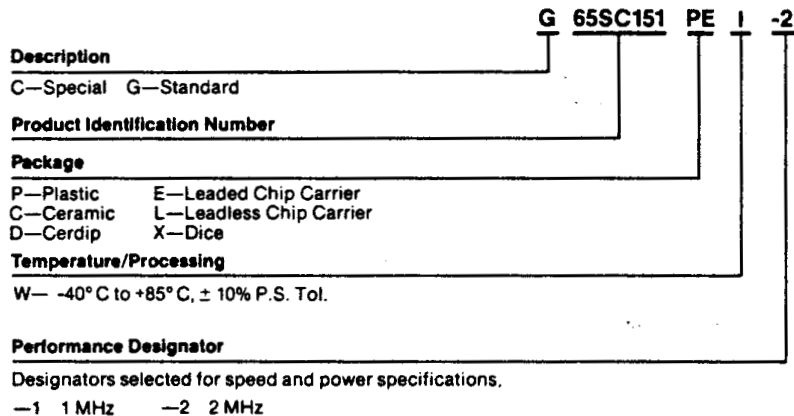 G 65SC151 PE I -2
Description
C—Special G—Standard
Product Identification Number
Package
P—Plastic E—Leaded Chip Carrier
C—Ceramic L—Leadless Chip Carrier
D—Cerdip X—Dice
Temperature/Processing
W— -40° C to +85° C, ± 10% P.S. Tol.
Performance Designator
Designators selected for speed and power specifications.
—1 1 MHz —2 2 MHz